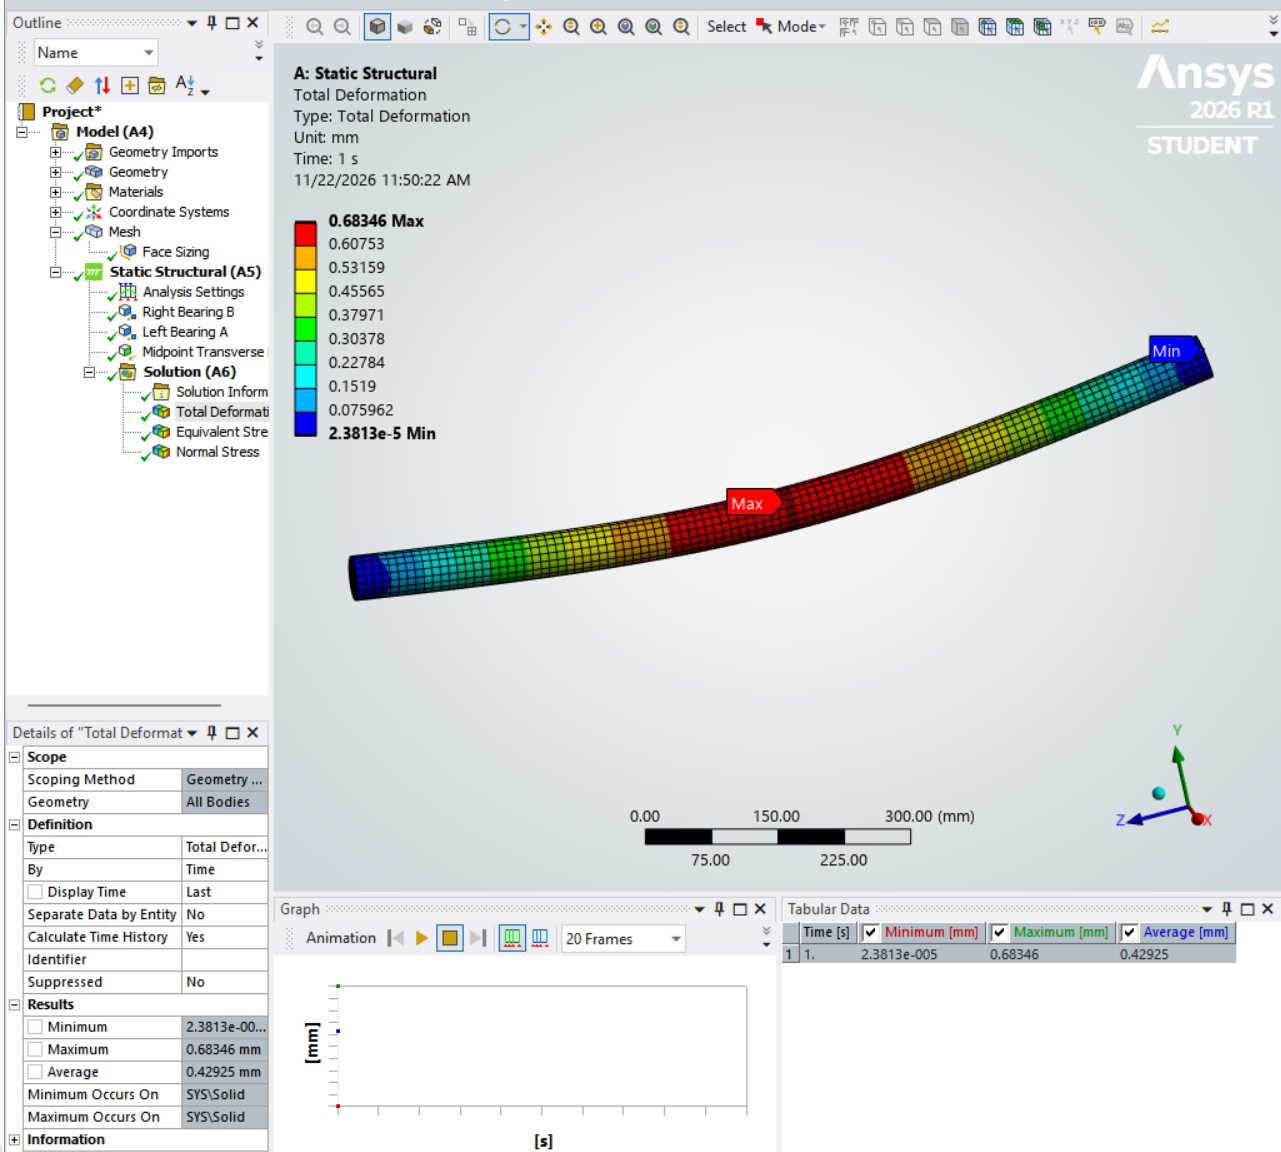 Outline
Name
Project*
Model (A4)
Geometry Imports
Geometry
Materials
Coordinate Systems
Mesh
Face Sizing
Static Structural (A5)
Analysis Settings
Right Bearing B
Left Bearing A
Midpoint Transverse
Solution (A6)
Solution Inform
Total Deformati
Equivalent Stre
Normal Stress
Details of "Total Deformat
Scope
Scoping Method Geometry ...
Geometry All Bodies
Definition
Type Total Defor...
By Time
Display Time Last
Separate Data by Entity No
Calculate Time History Yes
Identifier
Suppressed No
Results
Minimum 2.3813e-00...
Maximum 0.68346 mm
Average 0.42925 mm
Minimum Occurs On SYS\Solid
Maximum Occurs On SYS\Solid
Information
Select Mode
A: Static Structural
Total Deformation
Type: Total Deformation
Unit: mm
Time: 1 s
11/22/2026 11:50:22 AM
0.68346 Max
0.60753
0.53159
0.45565
0.37971
0.30378
0.22784
0.1519
0.075962
2.3813e-5 Min
Ansys
2026 R1
STUDENT
Min
Max
0.00 150.00 300.00 (mm)
75.00 225.00
Y
Z
X
Graph
Animation 20 Frames
[mm]
[s]
Tabular Data
Time [s] Minimum [mm] Maximum [mm] Average [mm]
1 1. 2.3813e-005 0.68346 0.42925